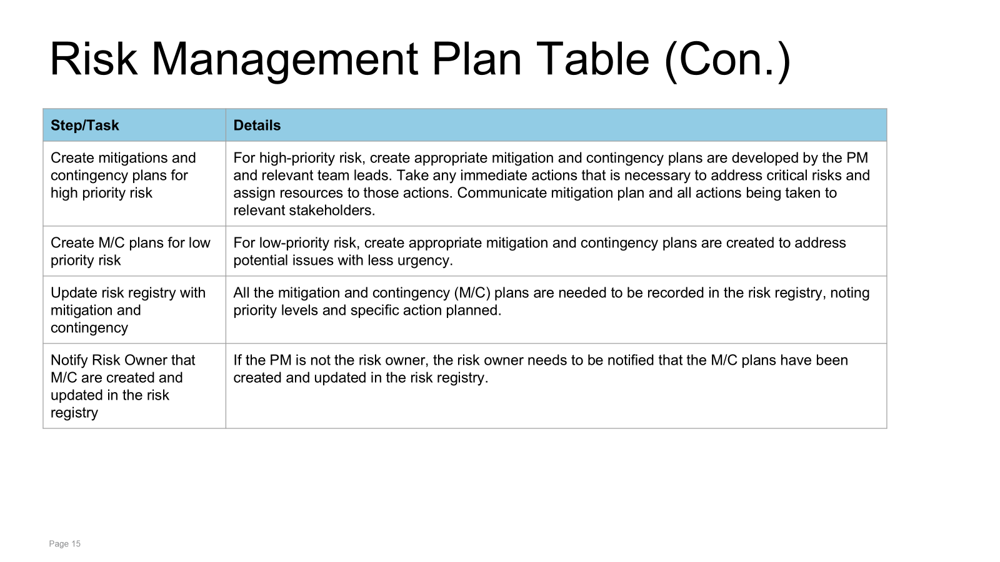 Risk Management Plan Table (Con.)
Step/Task
Details
Create mitigations and
contingency plans for
high priority risk
For high-priority risk, create appropriate mitigation and contingency plans are developed by the PM
and relevant team leads. Take any immediate actions that is necessary to address critical risks and
assign resources to those actions. Communicate mitigation plan and all actions being taken to
relevant stakeholders.
Create M/C plans for low
priority risk
For low-priority risk, create appropriate mitigation and contingency plans are created to address
potential issues with less urgency.
Update risk registry with
mitigation and
contingency
All the mitigation and contingency (M/C) plans are needed to be recorded in the risk registry, noting
priority levels and specific action planned.
Notify Risk Owner that
M/C are created and
updated in the risk
registry
If the PM is not the risk owner, the risk owner needs to be notified that the M/C plans have been
created and updated in the risk registry.
Page 15